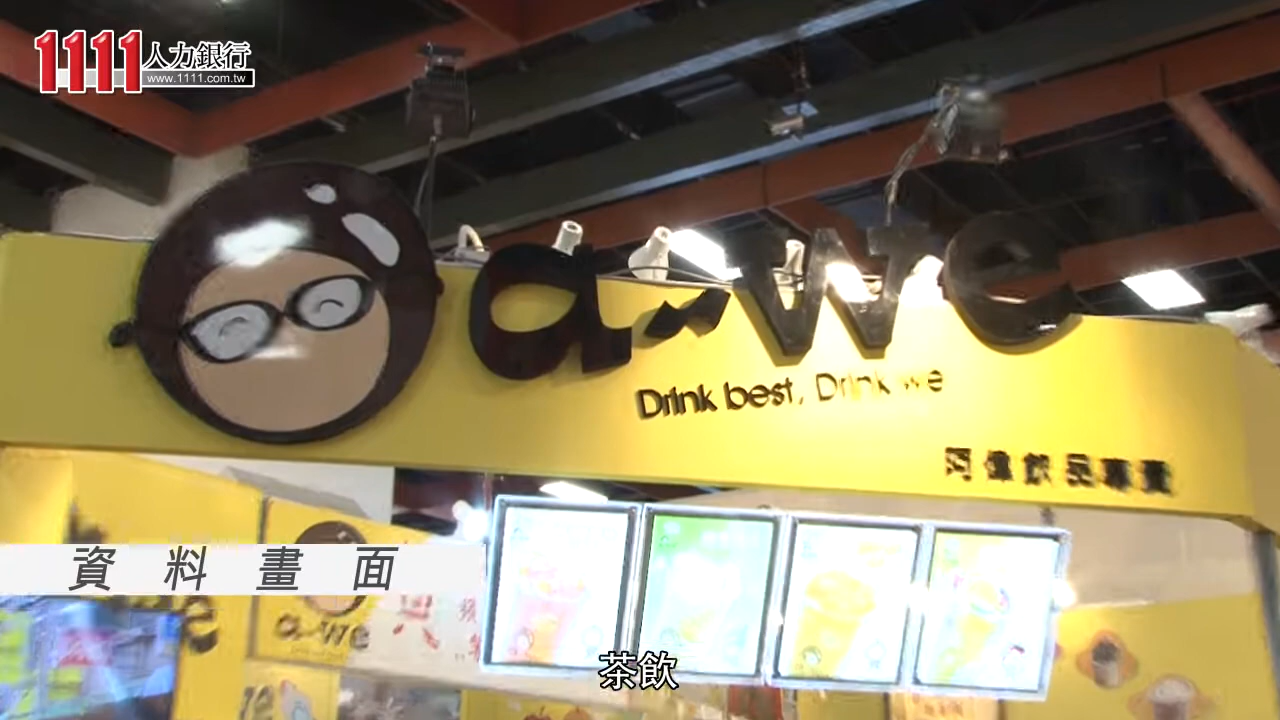 1111人力銀行
www.1111.com.tw
a-we
Drink best, Drink we
阿偉飲品專賣
資料畫面
a-we
茶飲